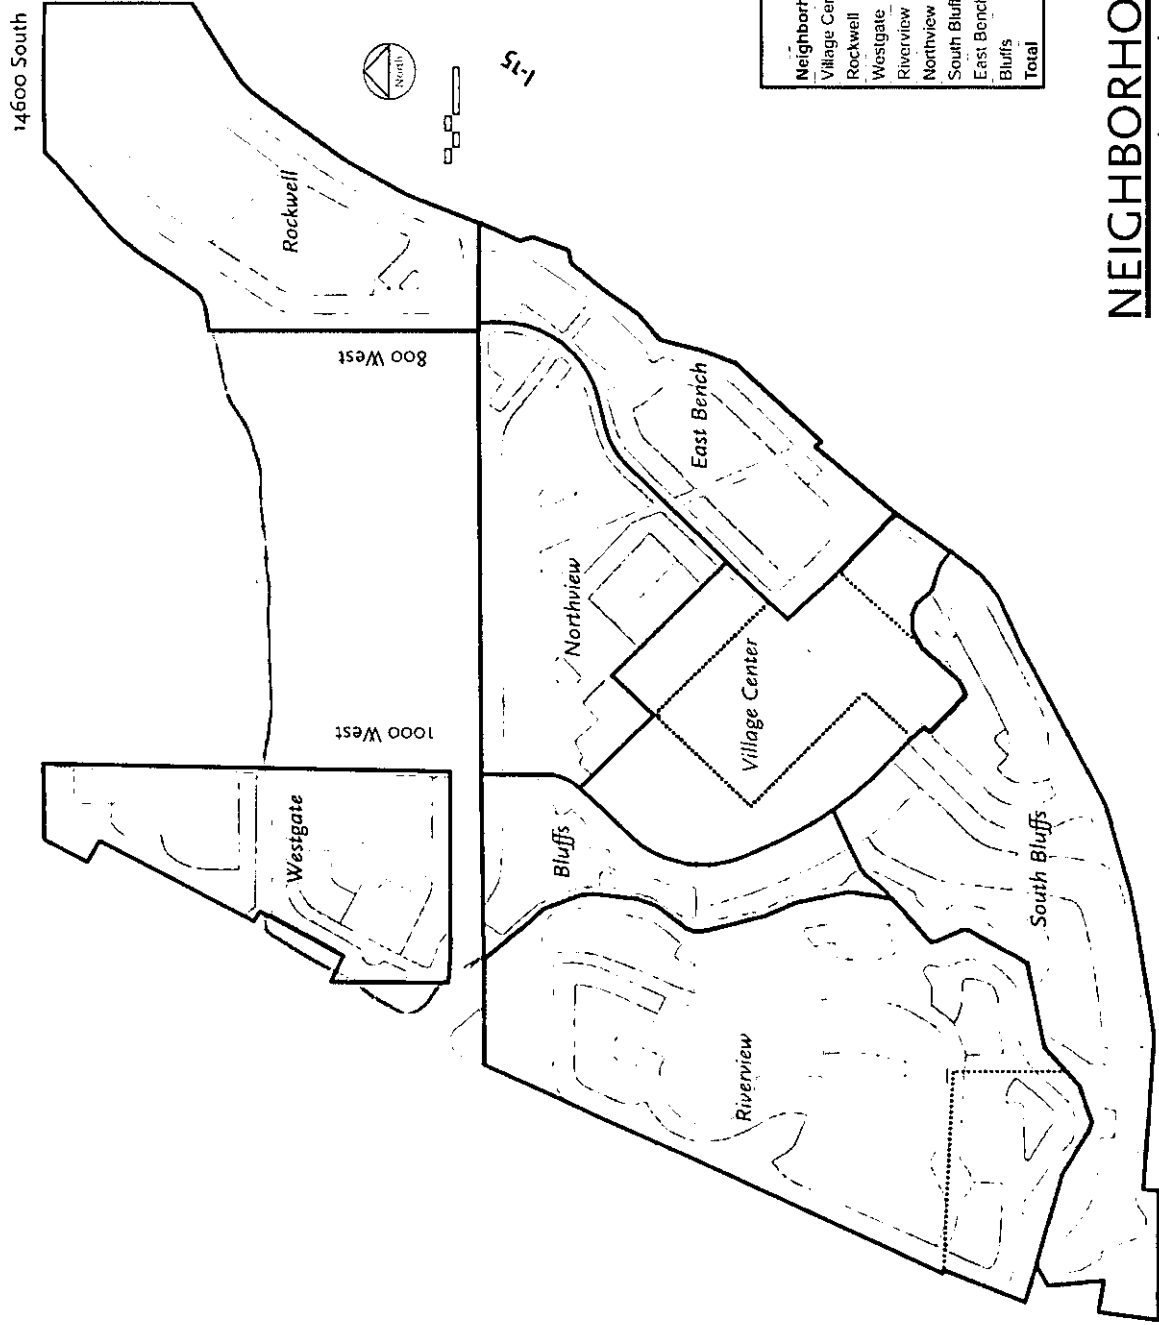 14600 South
North
I-15
Rockwell
800 West
East Bench
Northview
1000 West
Village Center
Westgate
Bluffs
South Bluffs
Riverview
Neighborh
Village Cen
Rockwell
Westgate
Riverview
Northview
South Bluff
East Bench
Bluffs
Total
NEIGHBORHO